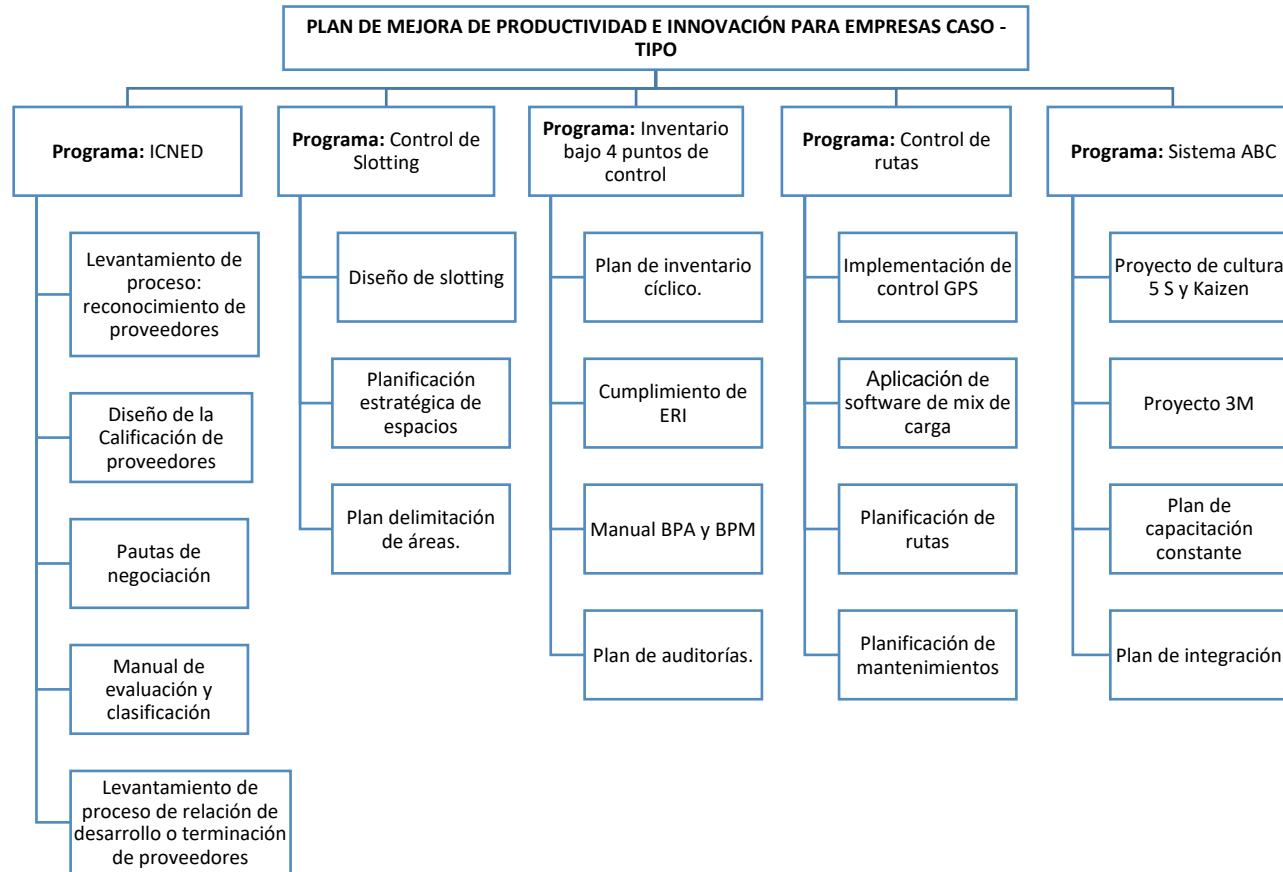 PLAN DE MEJORA DE PRODUCTIVIDAD E INNOVACIÓN PARA EMPRESAS CASO -
TIPO
Programa: ICNED
Levantamiento de
proceso:
reconocimiento de
proveedores
Diseño de la
Calificación de
proveedores
Pautas de
negociación
Manual de
evaluación y
clasificación
Levantamiento de
proceso de relación de
desarrollo o terminación
de proveedores
Programa: Control de
Slotting
Diseño de slotting
Planificación
estratégica de
espacios
Plan delimitación
de áreas.
Programa: Inventario
bajo 4 puntos de
control
Plan de inventario
cíclico.
Cumplimiento de
ERI
Manual BPA y BPM
Plan de auditorías.
Programa: Control de
rutas
Implementación de
control GPS
Aplicación de
software de mix de
carga
Planificación de
rutas
Planificación de
mantenimientos
Programa: Sistema ABC
Proyecto de cultura
5 S y Kaizen
Proyecto 3M
Plan de
capacitación
constante
Plan de integración